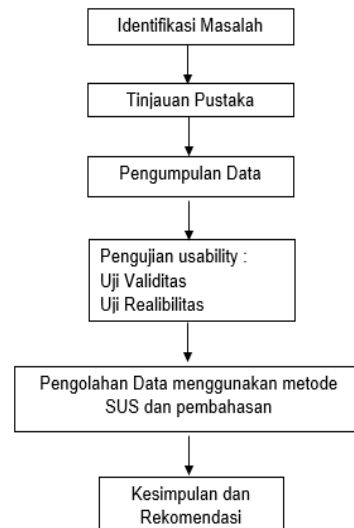 Identifikasi Masalah
Tinjauan Pustaka
Pengumpulan Data
Pengujian usability :
Uji Validitas
Uji Realibilitas
Pengolahan Data menggunakan metode
SUS dan pembahasan
Kesimpulan dan
Rekomendasi